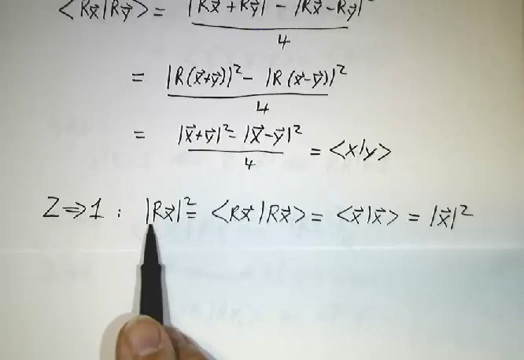 <Rx⃗|Ry⃗> = |Rx⃗+Ry⃗|² - |Rx⃗-Ry⃗|² / 4
= |R(x⃗+y⃗)|² - |R(x⃗-y⃗)|² / 4
= |x⃗+y⃗|² - |x⃗-y⃗|² / 4 = <x|y>
2⇒1: |Rx⃗|² = <Rx⃗|Rx⃗> = <x⃗|x⃗> = |x⃗|²